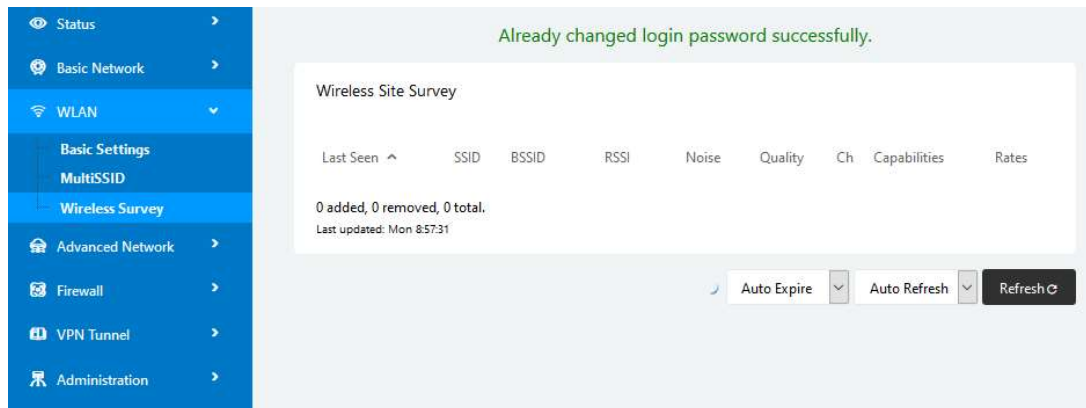 Status
Basic Network
WLAN
Basic Settings
MultiSSID
Wireless Survey
Advanced Network
Firewall
VPN Tunnel
Administration
Already changed login password successfully.
Wireless Site Survey
Last Seen SSID BSSID RSSI Noise Quality Ch Capabilities Rates
0 added, 0 removed, 0 total.
Last updated: Mon 8:57:31
Auto Expire Auto Refresh Refresh